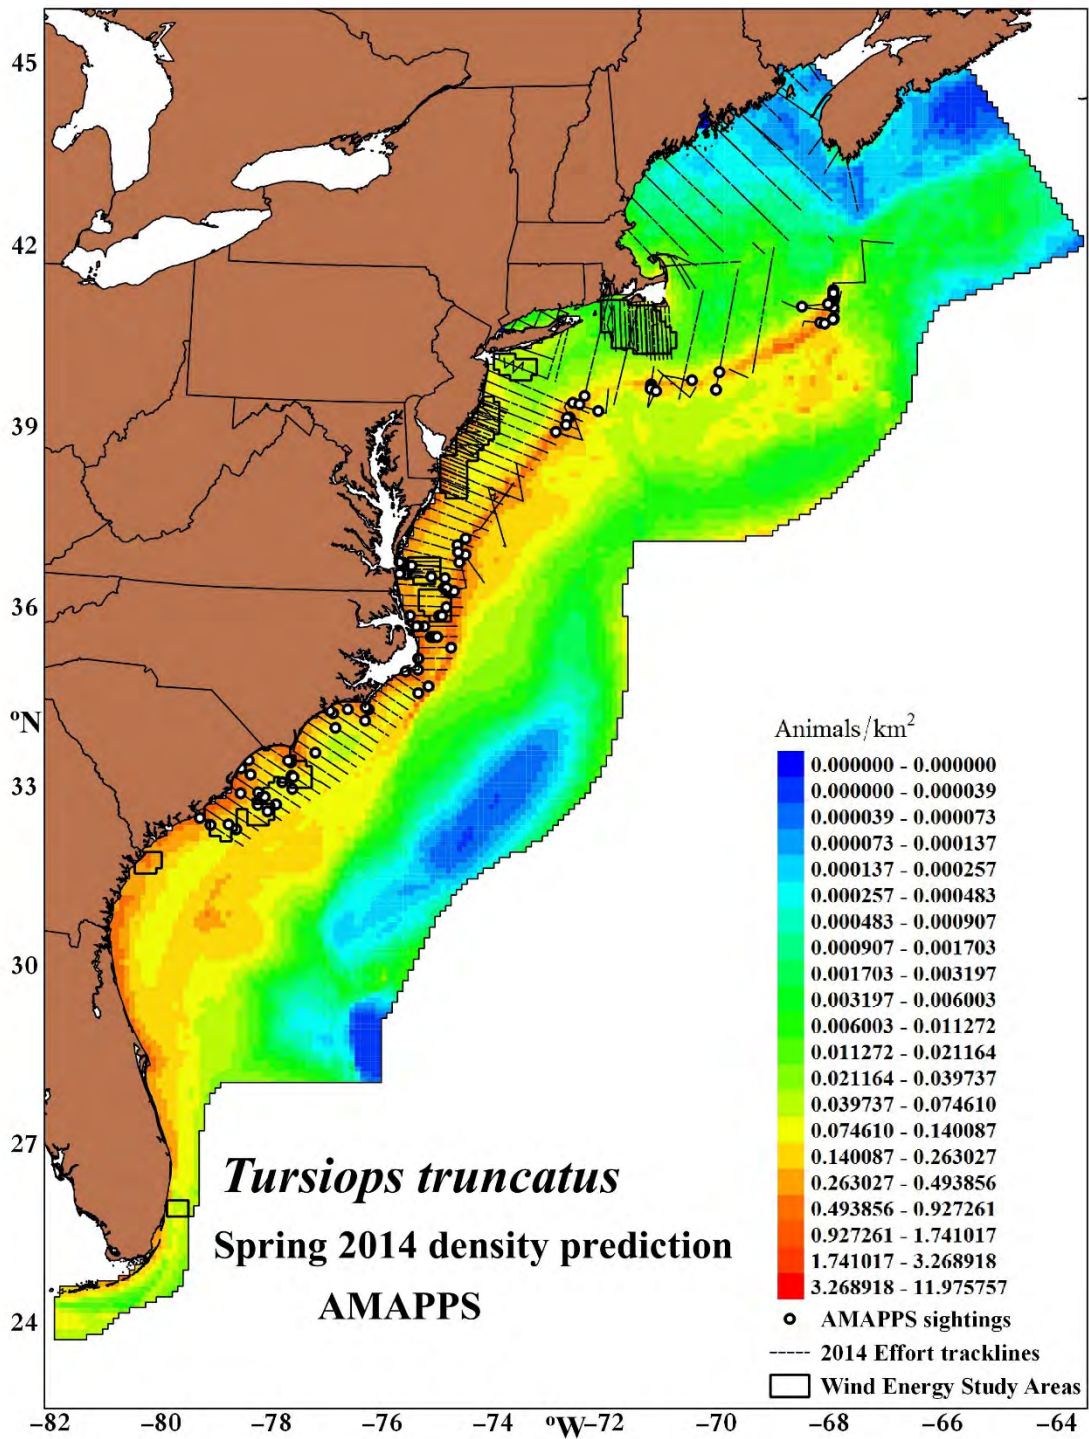 45
42
39
36
ºN
33
30
27
24
Animals/km²
0.000000 - 0.000000
0.000000 - 0.000039
0.000039 - 0.000073
0.000073 - 0.000137
0.000137 - 0.000257
0.000257 - 0.000483
0.000483 - 0.000907
0.000907 - 0.001703
0.001703 - 0.003197
0.003197 - 0.006003
0.006003 - 0.011272
0.011272 - 0.021164
0.021164 - 0.039737
0.039737 - 0.074610
0.074610 - 0.140087
0.140087 - 0.263027
0.263027 - 0.493856
0.493856 - 0.927261
0.927261 - 1.741017
1.741017 - 3.268918
3.268918 - 11.975757
AMAPPS sightings
2014 Effort tracklines
Wind Energy Study Areas
Tursiops truncatus
Spring 2014 density prediction
AMAPPS
−82 −80 −78 −76 −74 ºW −72 −70 −68 −66 −64